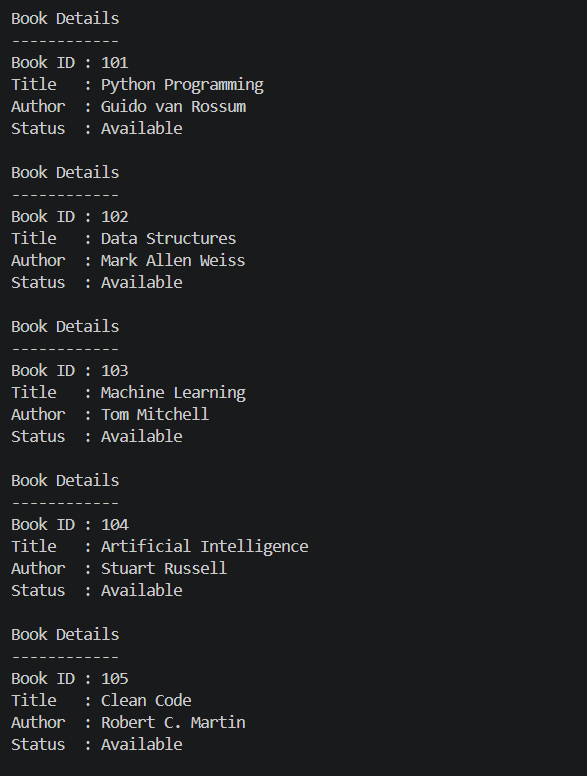 Book Details
------------
Book ID : 101
Title   : Python Programming
Author  : Guido van Rossum
Status  : Available

Book Details
------------
Book ID : 102
Title   : Data Structures
Author  : Mark Allen Weiss
Status  : Available

Book Details
------------
Book ID : 103
Title   : Machine Learning
Author  : Tom Mitchell
Status  : Available

Book Details
------------
Book ID : 104
Title   : Artificial Intelligence
Author  : Stuart Russell
Status  : Available

Book Details
------------
Book ID : 105
Title   : Clean Code
Author  : Robert C. Martin
Status  : Available